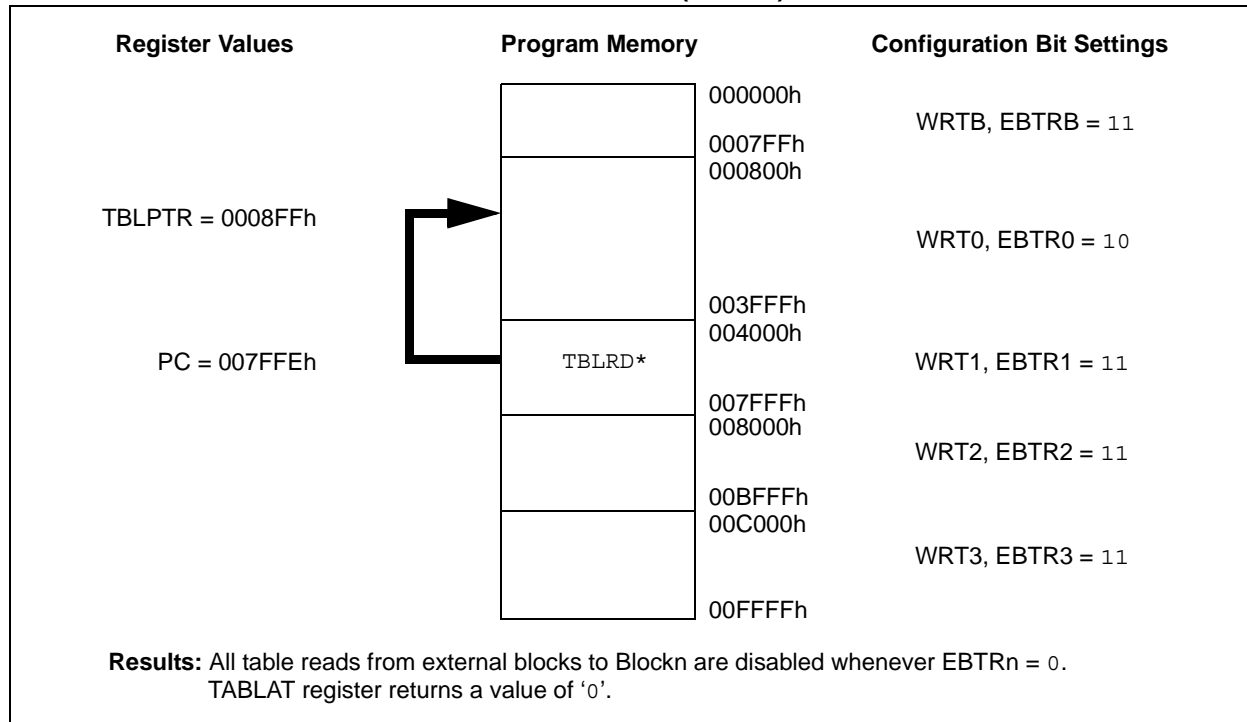 Register Values Program Memory Configuration Bit Settings
000000h
WRTB, EBTRB = 11
0007FFh
000800h
TBLPTR = 0008FFh
WRT0, EBTR0 = 10
003FFFh
004000h
PC = 007FFEh TBLRD* WRT1, EBTR1 = 11
007FFFh
008000h
WRT2, EBTR2 = 11
00BFFFh
00C000h
WRT3, EBTR3 = 11
00FFFFh
Results: All table reads from external blocks to Blockn are disabled whenever EBTRn = 0.
TABLAT register returns a value of ‘0’.